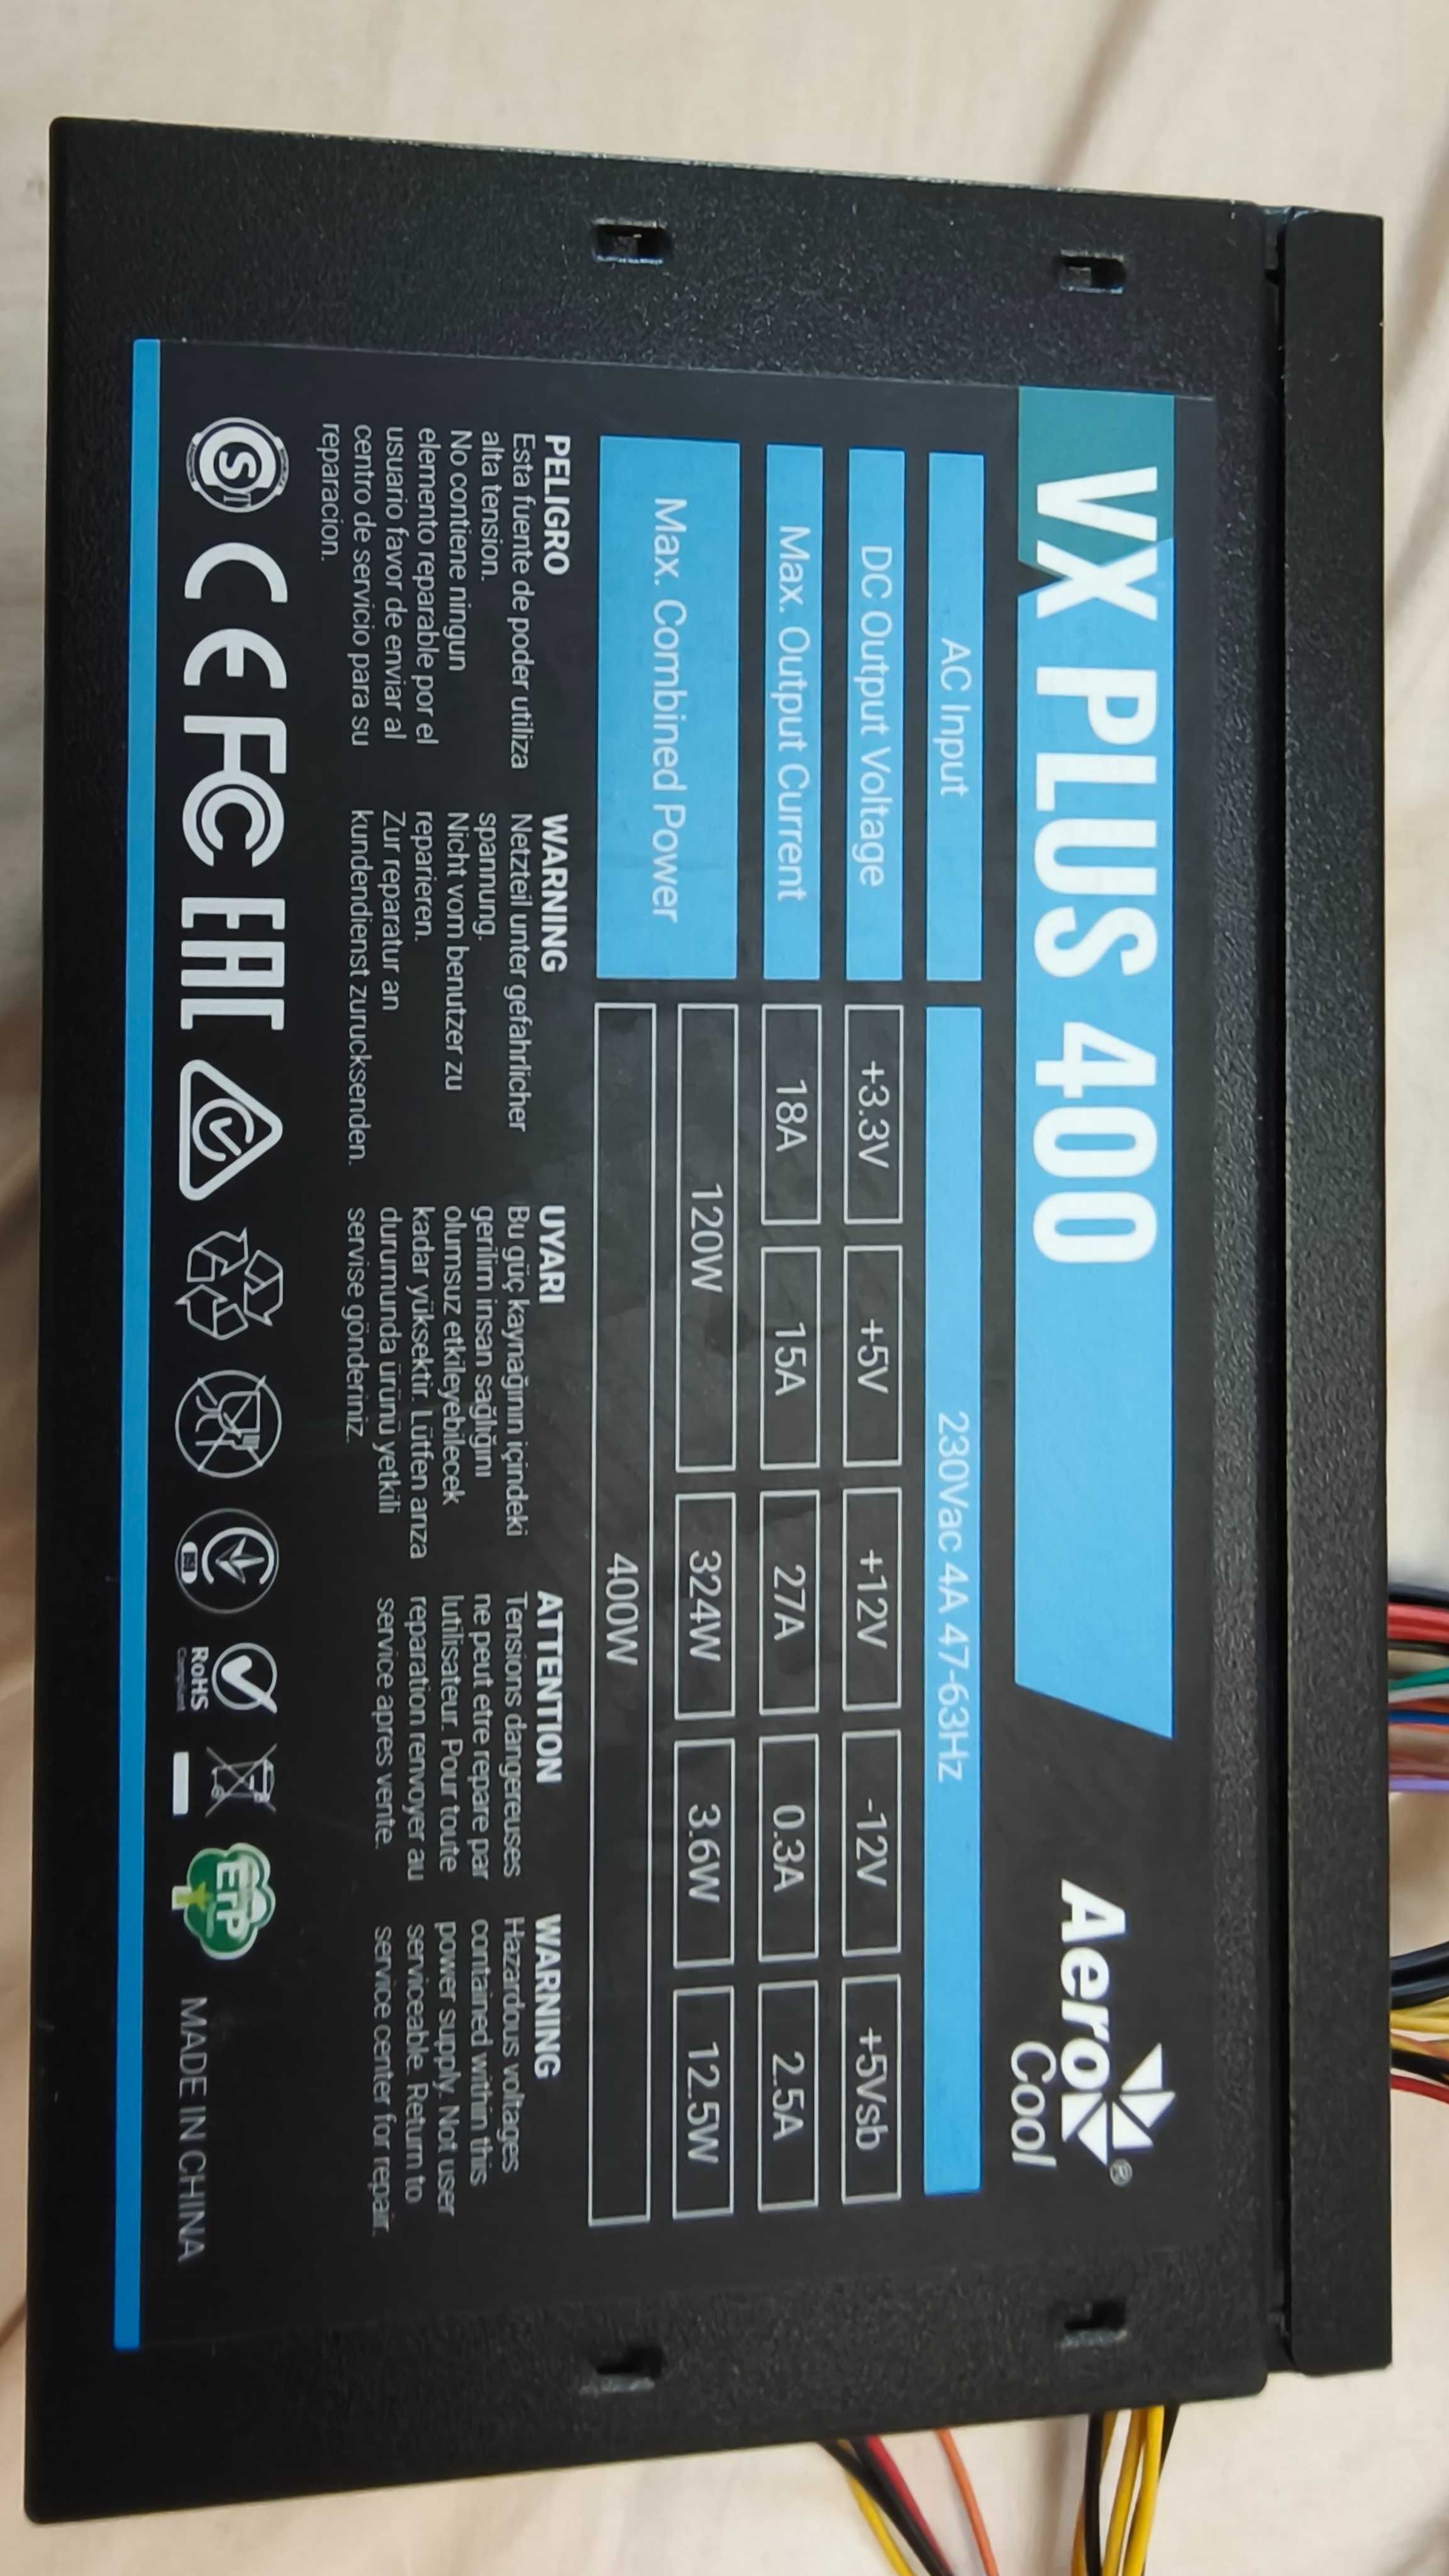 VX PLUS 400
AeroCool®
AC Input 230Vac 4A 47-63Hz
DC Output Voltage +3.3V +5V +12V -12V +5Vsb
Max. Output Current 18A 15A 27A 0.3A 2.5A
Max. Combined Power 120W 324W 3.6W 12.5W
400W
PELIGRO
Esta fuente de poder utiliza
alta tension.
No contiene ningun
elemento reparable por el
usuario favor de enviar al
centro de servicio para su
reparacion.
WARNING
Netzteil unter gefahrlicher
spannung.
Nicht vom benutzer zu
reparieren.
Zur reparatur an
kundendienst zurucksenden.
UYARI
Bu güç kaynağının içindeki
gerilim insan sağlığını
olumsuz etkileyebilecek
kadar yüksektir. Lütfen arıza
durumunda ürünü yetkili
servise gönderiniz.
ATTENTION
Tensions dangereuses
ne peut etre repare par
lutilisateur. Pour toute
reparation renvoyer au
service apres vente.
WARNING
Hazardous voltages
contained within this
power supply. Not user
serviceable. Return to
service center for repair.
S CE FC EAC RoHS
Compliant
ErP
MADE IN CHINA